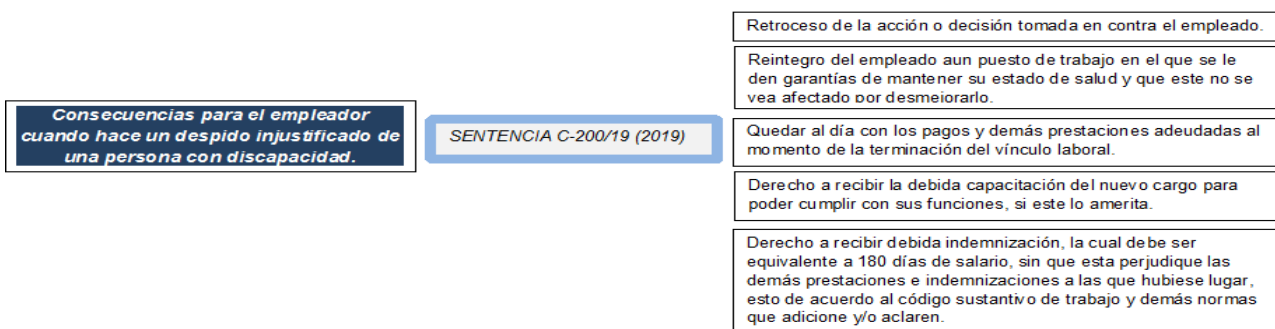 Consecuencias para el empleador
cuando hace un despido injustificado de
una persona con discapacidad.
SENTENCIA C-200/19 (2019)
Retroceso de la acción o decisión tomada en contra el empleado.
Reintegro del empleado aun puesto de trabajo en el que se le
den garantías de mantener su estado de salud y que este no se
vea afectado por desmejorarlo.
Quedar al día con los pagos y demás prestaciones adeudadas al
momento de la terminación del vínculo laboral.
Derecho a recibir la debida capacitación del nuevo cargo para
poder cumplir con sus funciones, si este lo amerita.
Derecho a recibir debida indemnización, la cual debe ser
equivalente a 180 días de salario, sin que esta perjudique las
demás prestaciones e indemnizaciones a las que hubiese lugar,
esto de acuerdo al código sustantivo de trabajo y demás normas
que adicione y/o aclaren.